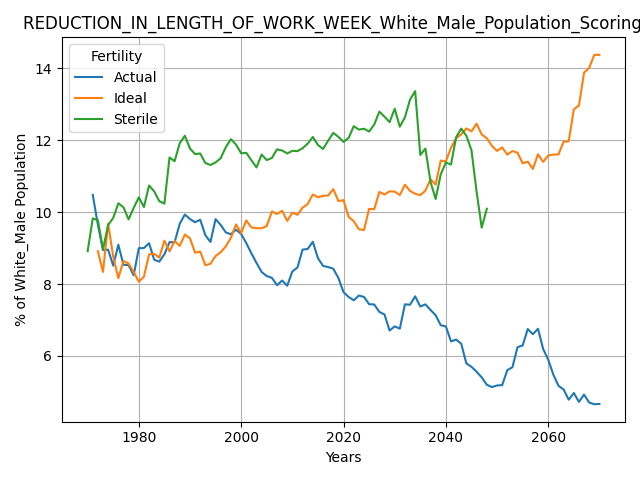 REDUCTION_IN_LENGTH_OF_WORK_WEEK_White_Male_Population_Scoring
Fertility
Actual
Ideal
Sterile
% of White_Male Population
14
12
10
8
6
1980 2000 2020 2040 2060
Years